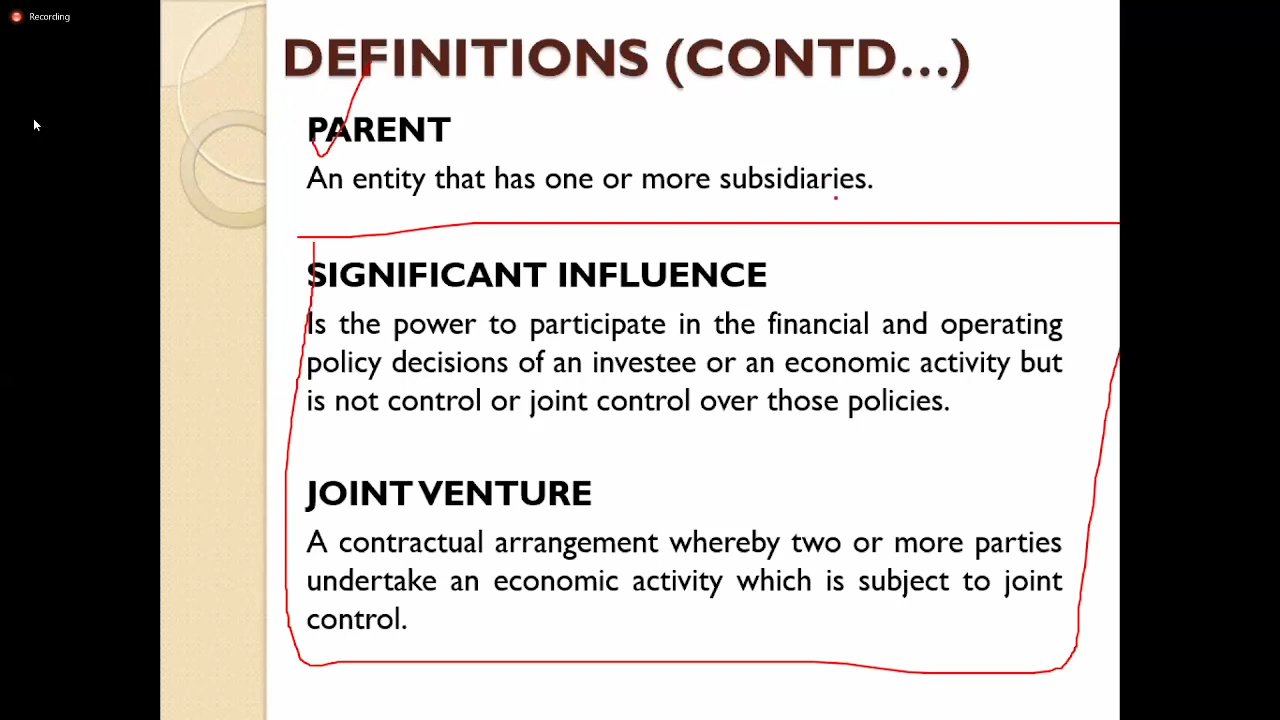 Recording
DEFINITIONS (CONTD...)
PARENT
An entity that has one or more subsidiaries.
SIGNIFICANT INFLUENCE
Is the power to participate in the financial and operating
policy decisions of an investee or an economic activity but
is not control or joint control over those policies.
JOINT VENTURE
A contractual arrangement whereby two or more parties
undertake an economic activity which is subject to joint
control.